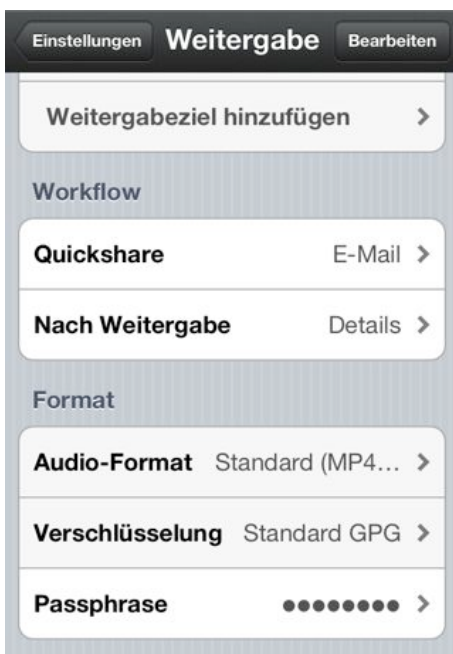 Einstellungen Weitergabe Bearbeiten
Weitergabeziel hinzufügen
Workflow
Quickshare E-Mail
Nach Weitergabe Details
Format
Audio-Format Standard (MP4...
Verschlüsselung Standard GPG
Passphrase ●●●●●●●●